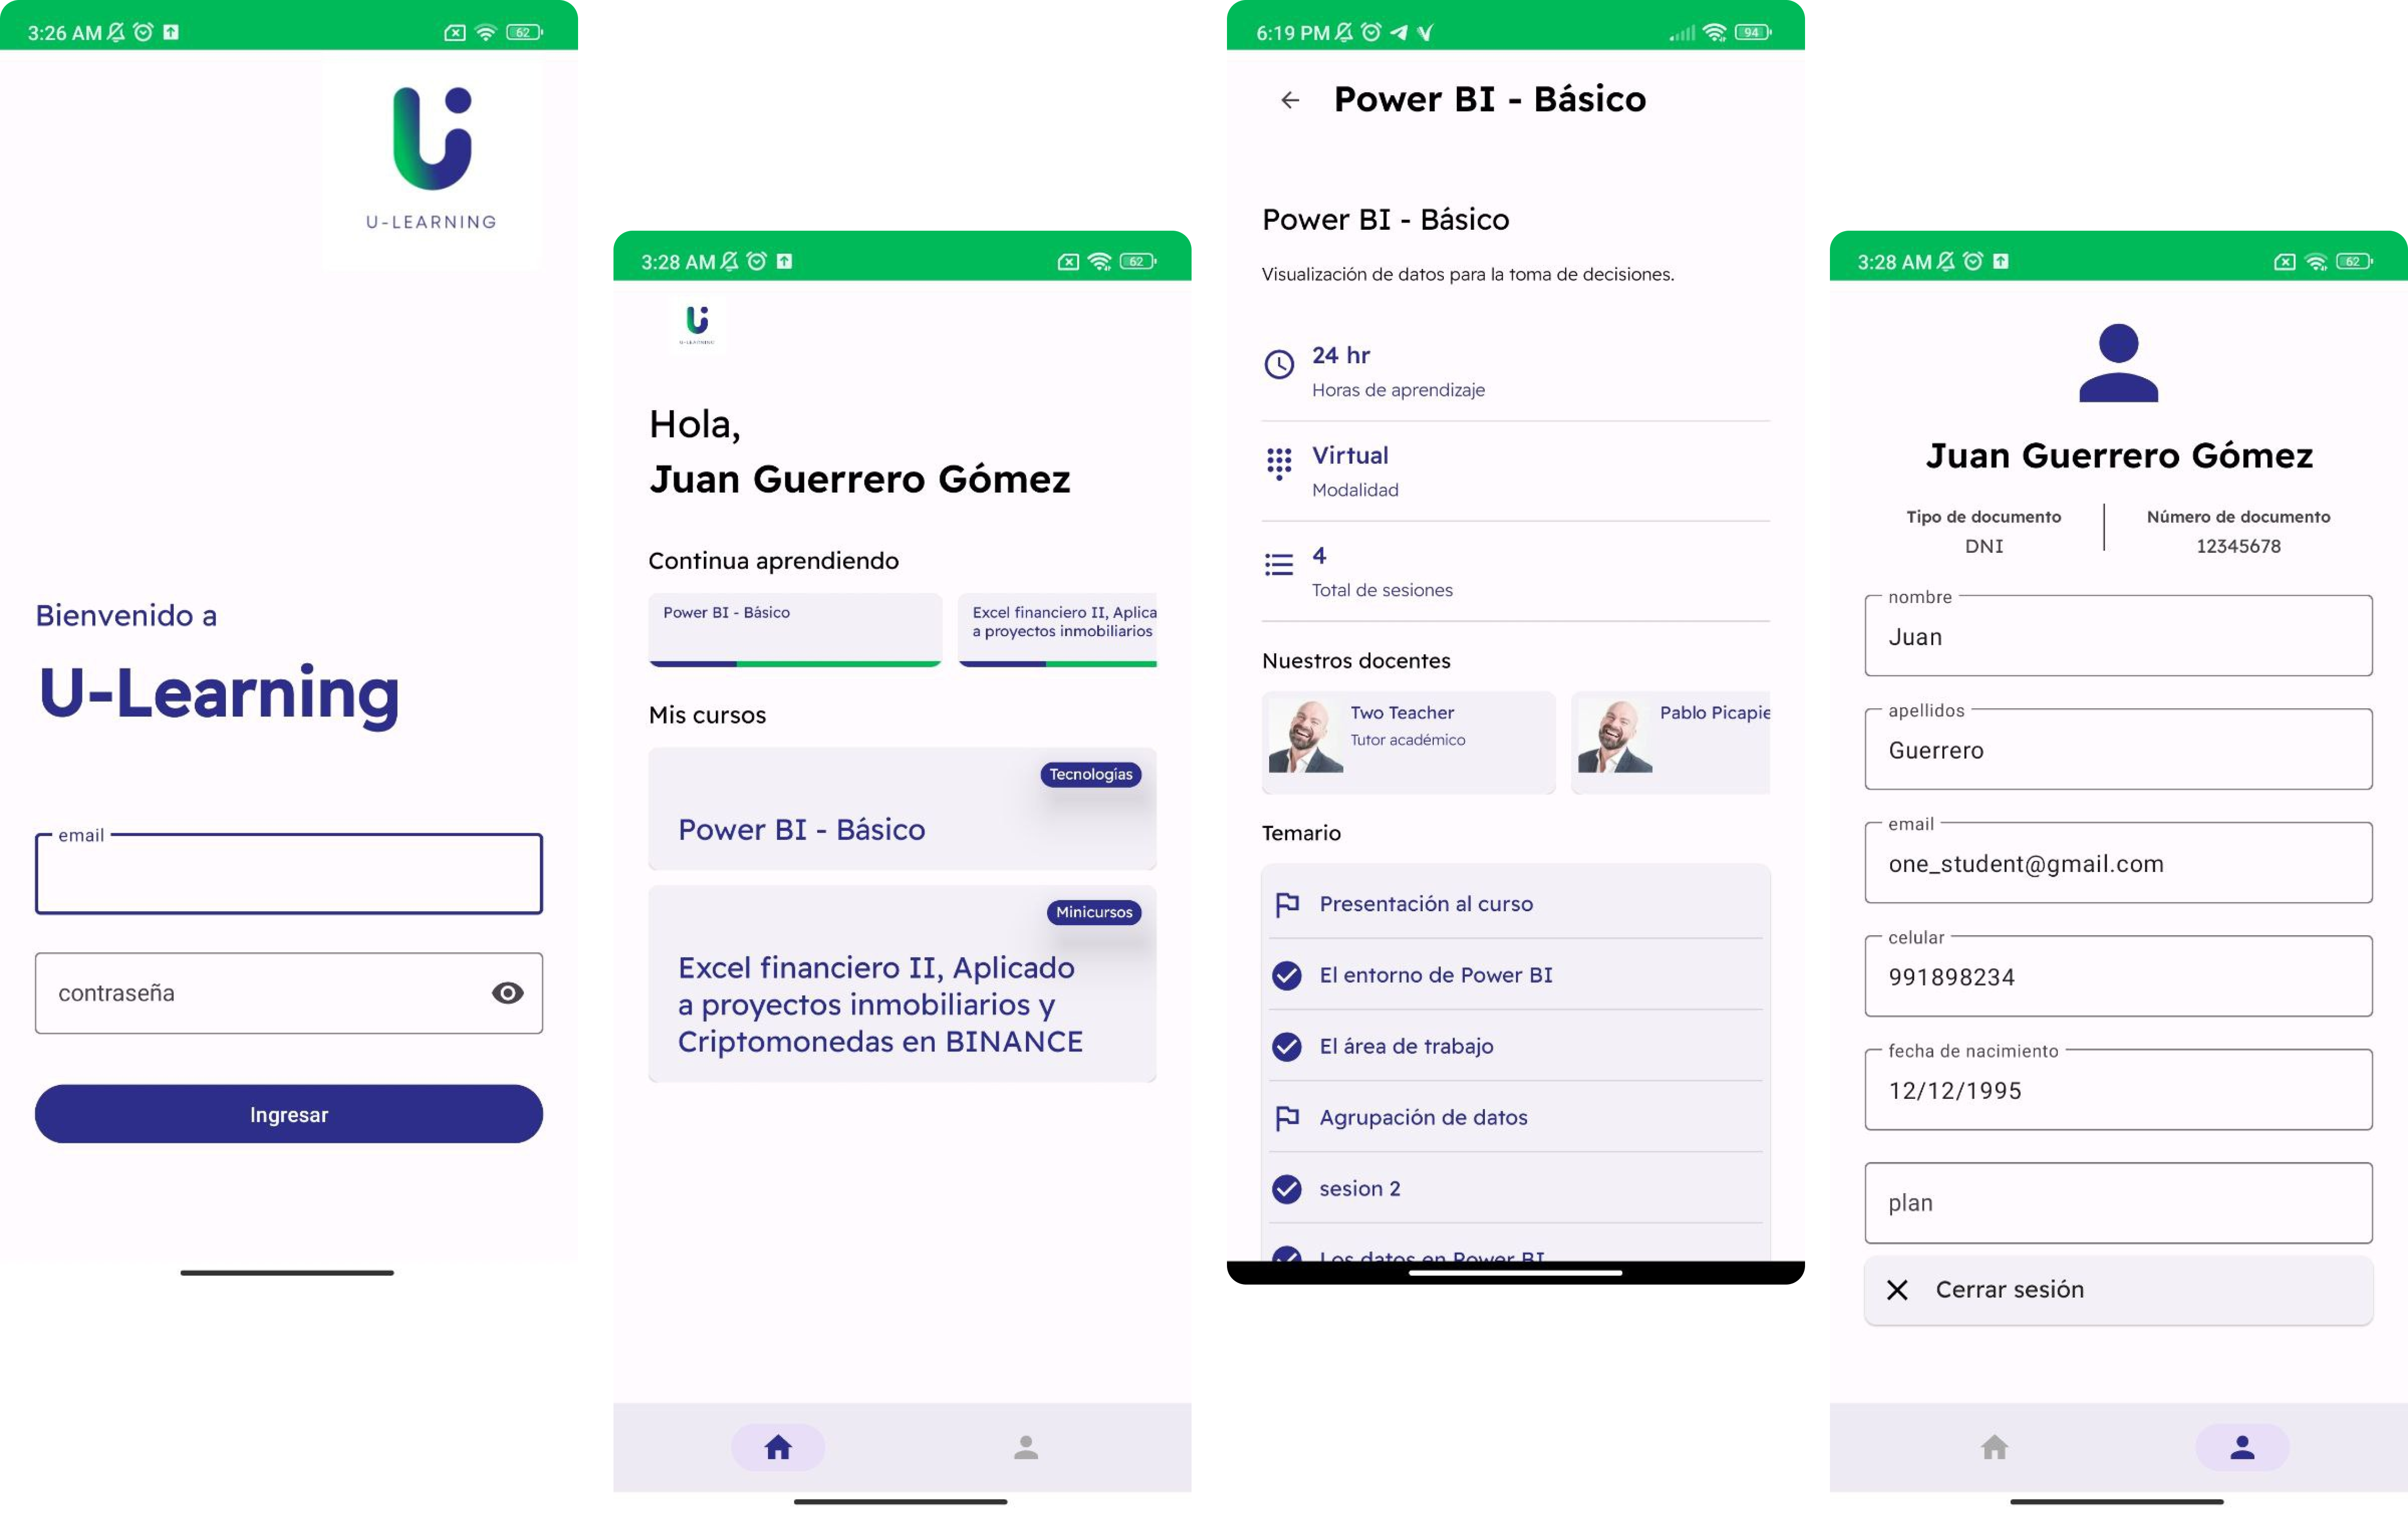 3:26 AM
62
U-LEARNING
Bienvenido a
U-Learning
email
contraseña
Ingresar
3:28 AM
62
U-LEARNING
Hola,
Juan Guerrero Gómez
Continua aprendiendo
Power BI - Básico
Excel financiero II, Aplica
a proyectos inmobiliarios
Mis cursos
Tecnologías
Power BI - Básico
Minicursos
Excel financiero II, Aplicado
a proyectos inmobiliarios y
Criptomonedas en BINANCE
6:19 PM
94
Power BI - Básico
Power BI - Básico
Visualización de datos para la toma de decisiones.
24 hr
Horas de aprendizaje
Virtual
Modalidad
4
Total de sesiones
Nuestros docentes
Two Teacher
Tutor académico
Pablo Picapie
Temario
Presentación al curso
El entorno de Power BI
El área de trabajo
Agrupación de datos
sesion 2
Los datos en Power BI
3:28 AM
62
Juan Guerrero Gómez
Tipo de documento
DNI
Número de documento
12345678
nombre
Juan
apellidos
Guerrero
email
one_student@gmail.com
celular
991898234
fecha de nacimiento
12/12/1995
plan
Cerrar sesión